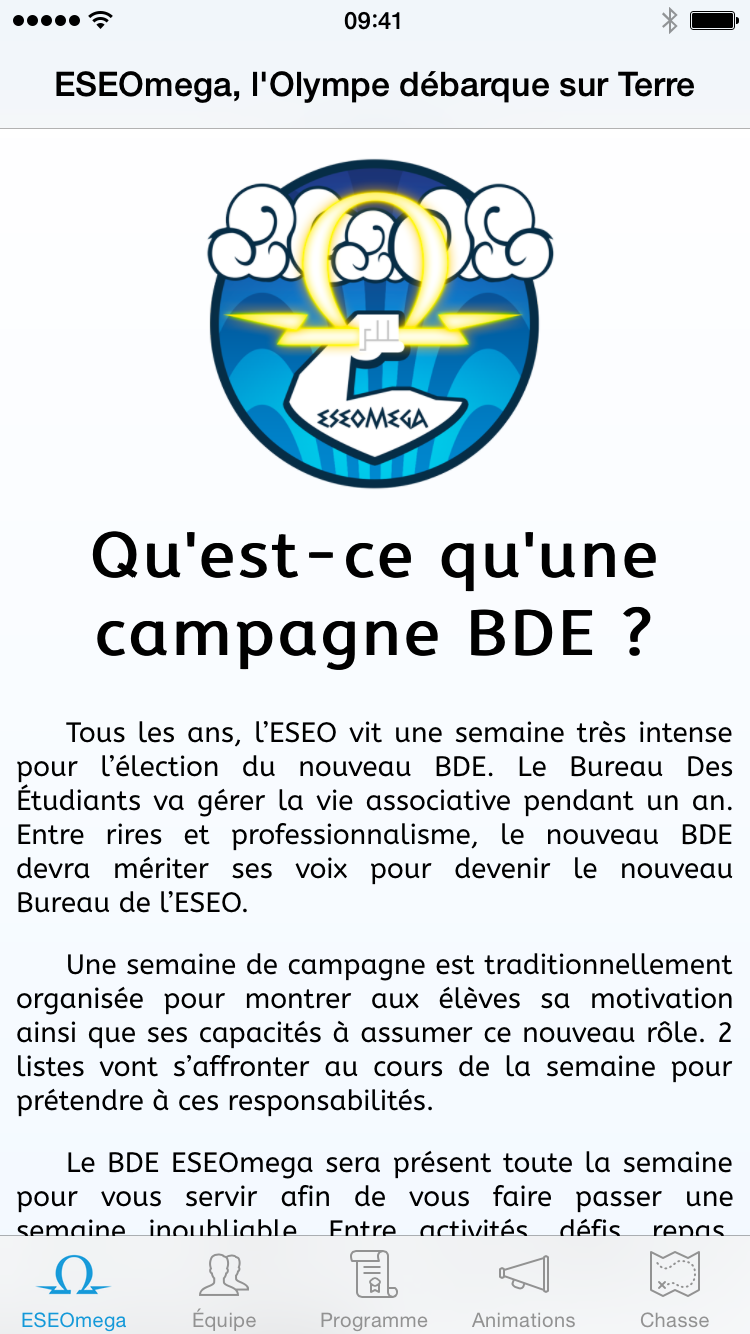 09:41
ESEOmega, l'Olympe débarque sur Terre
ESEOMEGA
Qu'est-ce qu'une
campagne BDE ?
Tous les ans, l’ESEO vit une semaine très intense
pour l’élection du nouveau BDE. Le Bureau Des
Étudiants va gérer la vie associative pendant un an.
Entre rires et professionnalisme, le nouveau BDE
devra mériter ses voix pour devenir le nouveau
Bureau de l’ESEO.
Une semaine de campagne est traditionnellement
organisée pour montrer aux élèves sa motivation
ainsi que ses capacités à assumer ce nouveau rôle. 2
listes vont s’affronter au cours de la semaine pour
prétendre à ces responsabilités.
Le BDE ESEOmega sera présent toute la semaine
pour vous servir afin de vous faire passer une
semaine inoubliable. Entre activités, défis, repas,
ESEOmega
Équipe
Programme
Animations
Chasse